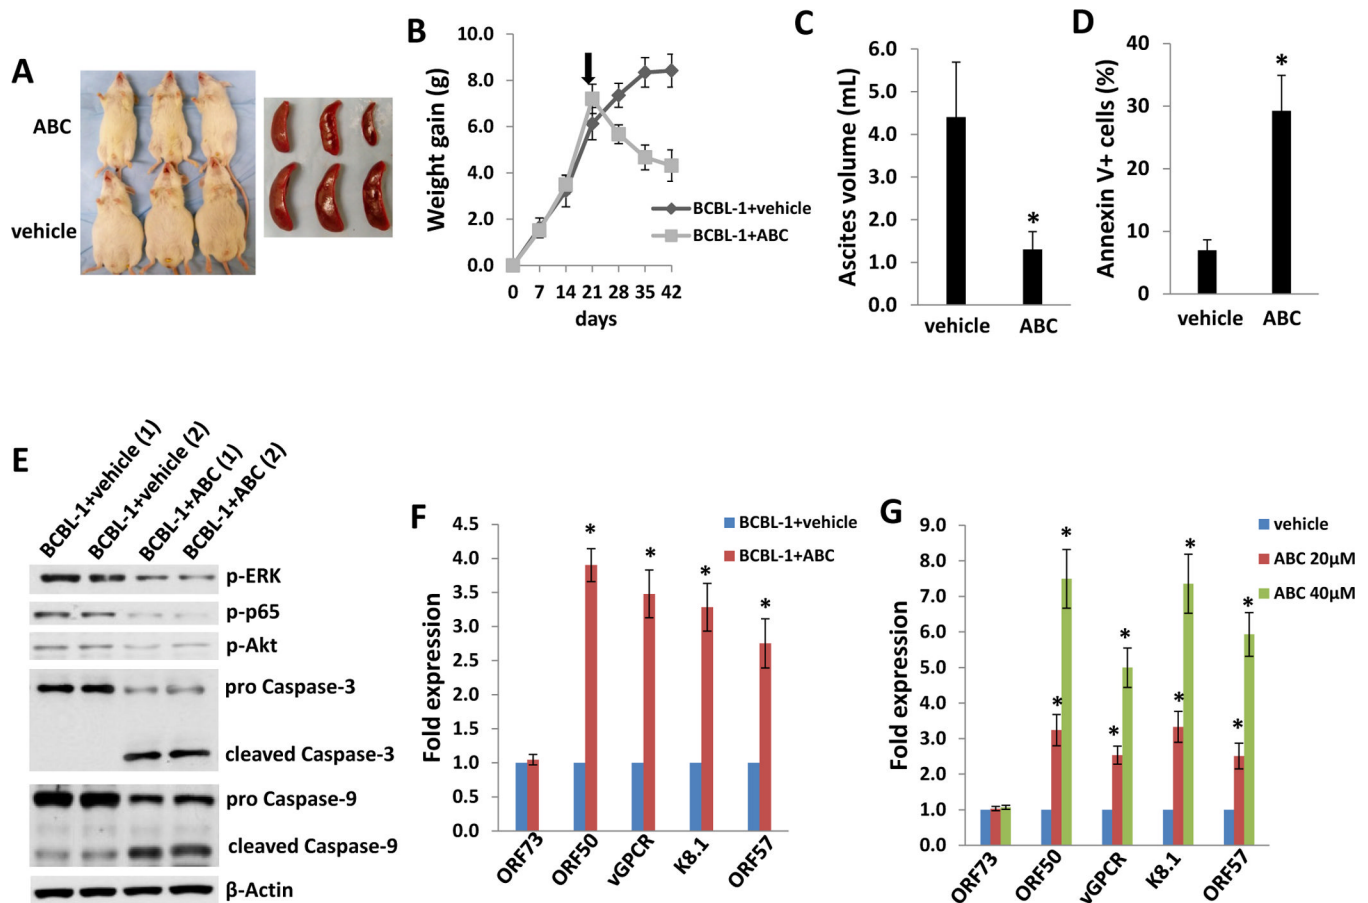 A
ABC
vehicle
B
Weight gain (g)
10.0
8.0
6.0
4.0
2.0
0.0
0 7 14 21 28 35 42
days
BCBL-1+vehicle
BCBL-1+ABC
C
Ascites volume (mL)
6.0
5.0
4.0
3.0
2.0
1.0
0.0
*
vehicle ABC
D
Annexin V+ cells (%)
40
30
20
10
0
*
vehicle ABC
E
BCBL-1+vehicle (1)
BCBL-1+vehicle (2)
BCBL-1+ABC (1)
BCBL-1+ABC (2)
p-ERK
p-p65
p-Akt
pro Caspase-3
cleaved Caspase-3
pro Caspase-9
cleaved Caspase-9
β-Actin
F
BCBL-1+vehicle
BCBL-1+ABC
Fold expression
4.5
4.0
3.5
3.0
2.5
2.0
1.5
1.0
0.5
0.0
* * * *
ORF73 ORF50 vGPCR K8.1 ORF57
G
vehicle
ABC 20μM
ABC 40μM
Fold expression
9.0
8.0
7.0
6.0
5.0
4.0
3.0
2.0
1.0
0.0
* * * * * * * *
ORF73 ORF50 vGPCR K8.1 ORF57